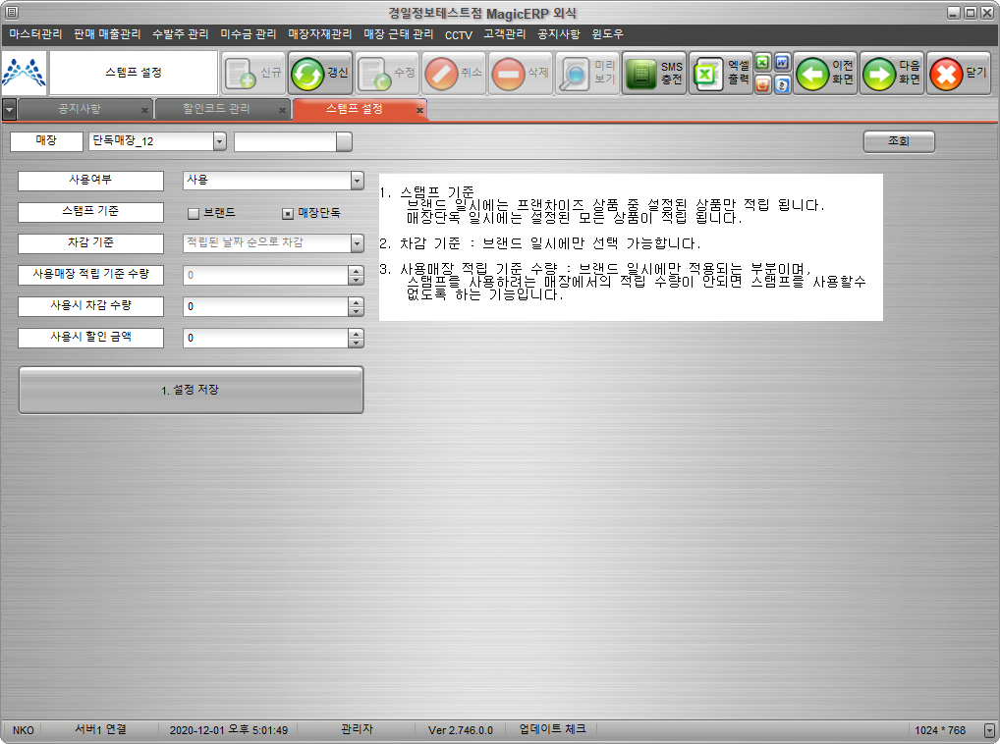 경일정보테스트점 MagicERP 외식
마스터관리 판매 매출관리 수발주 관리 미수금 관리 매장자재관리 매장 근태 관리 CCTV 고객관리 공지사항 윈도우
스탬프 설정
신규
갱신
수정
취소
삭제
미리
보기
SMS
충전
엑셀
출력
이전
화면
다음
화면
닫기
공지사항
할인코드 관리
스탬프 설정
매장
단독매장_12
조회
사용여부
사용
스탬프 기준
브랜드
매장단독
차감 기준
적립된 날짜 순으로 차감
사용매장 적립 기준 수량
0
사용시 차감 수량
0
사용시 할인 금액
0
1. 설정 저장
1. 스탬프 기준
브랜드 일시에는 프랜차이즈 상품 중 설정된 상품만 적립 됩니다.
매장단독 일시에는 설정된 모든 상품이 적립 됩니다.
2. 차감 기준 : 브랜드 일시에만 선택 가능합니다.
3. 사용매장 적립 기준 수량 : 브랜드 일시에만 적용되는 부분이며,
스탬프를 사용하려는 매장에서의 적립 수량이 안되면 스탬프를 사용할수
없도록 하는 기능입니다.
NKO
서버1 연결
2020-12-01 오후 5:01:49
관리자
Ver 2.746.0.0
업데이트 체크
1024 * 768